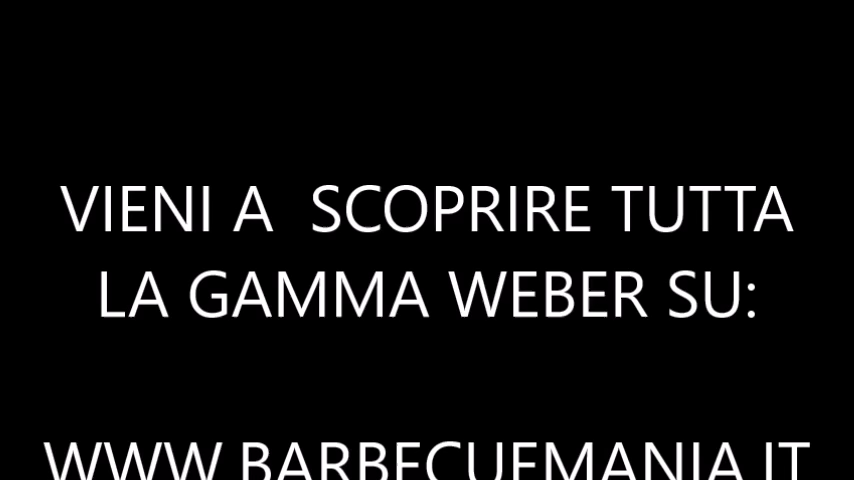 VIENI A  SCOPRIRE TUTTA
LA GAMMA WEBER SU:
WWW.BARBECUEMANIA.IT